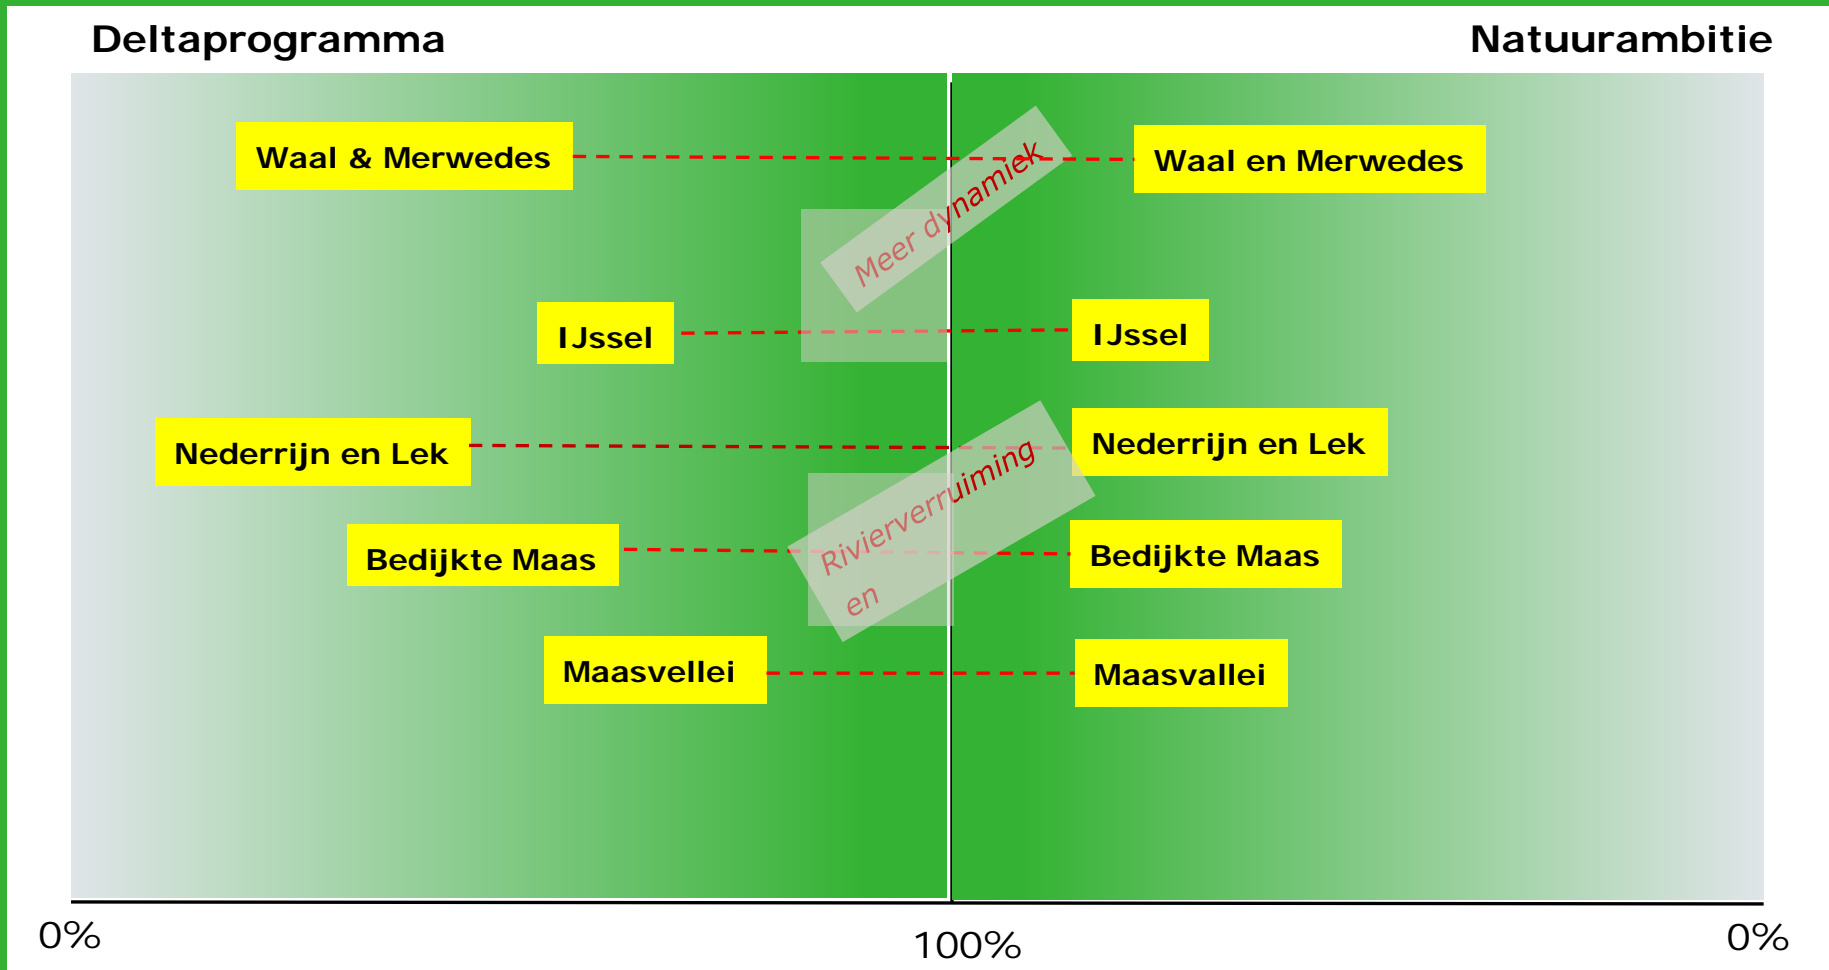 Deltaprogramma
Natuurambitie
Waal & Merwedes
Waal en Merwedes
Meer dynamiek
IJssel
IJssel
Nederrijn en Lek
Nederrijn en Lek
Rivierverruiming
en
Bedijkte Maas
Bedijkte Maas
Maasvellei
Maasvallei
0%
100%
0%